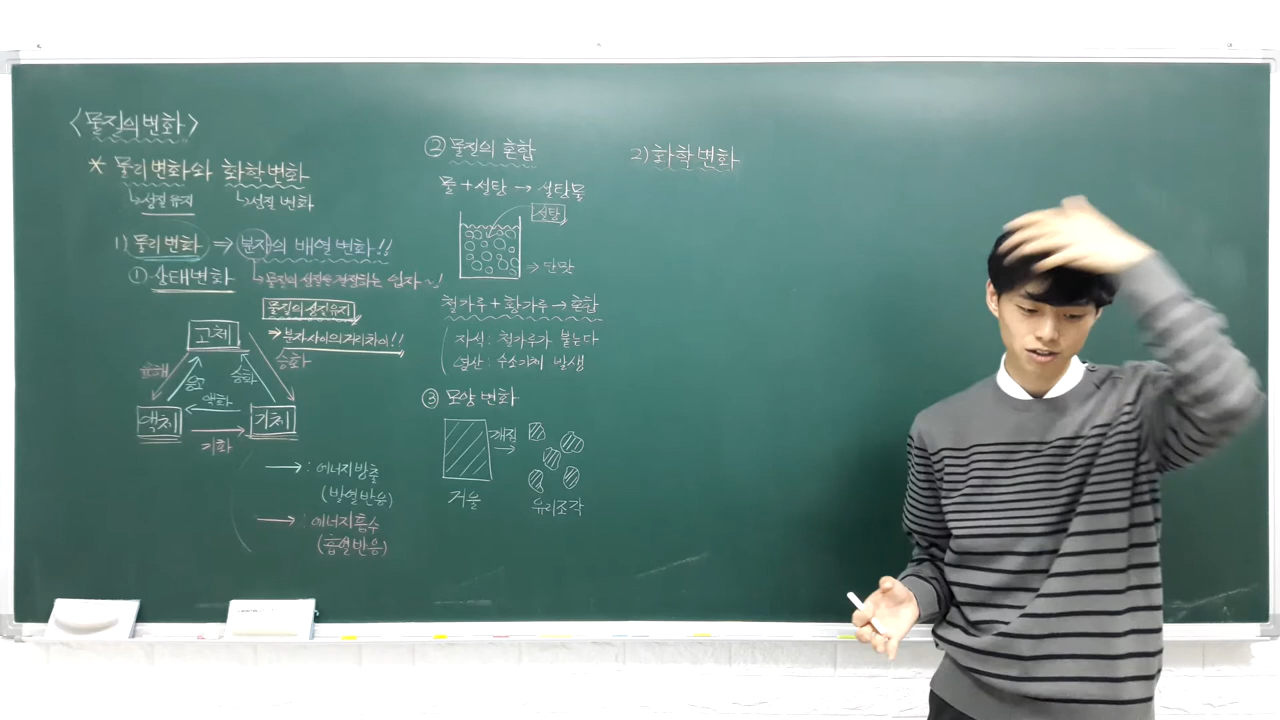 <물질의 변화>
* 물리변화와 화학변화
↳성질 유지
↳성질 변화
1) 물리변화 ⇒ 분자의 배열 변화!!
↳물질의 성질을 결정하는 입자~!
① 상태변화
물질의 성질유지
→ 분자사이의 거리차이!!
고체
융해
응고
승화
승화
액화
액체
기체
기화
→ : 에너지방출
(발열반응)
→ : 에너지흡수
(흡열반응)
② 물질의 혼합
물 + 설탕 → 설탕물
설탕
→ 단맛
철가루 + 황가루 → 혼합
자석 : 철가루가 붙는다
염산 : 수소기체 발생
③ 모양 변화
깨짐
→
거울
유리조각
2) 화학변화